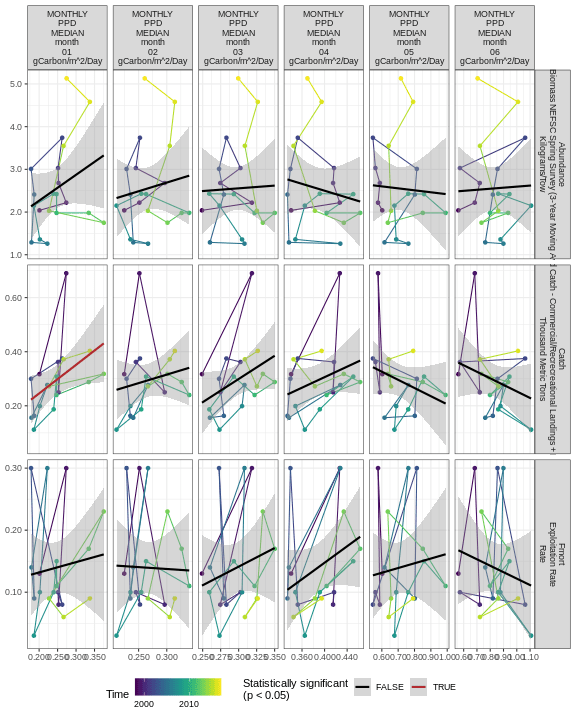 MONTHLY
PPD
MEDIAN
month
01
gCarbon/m^2/Day
MONTHLY
PPD
MEDIAN
month
02
gCarbon/m^2/Day
MONTHLY
PPD
MEDIAN
month
03
gCarbon/m^2/Day
MONTHLY
PPD
MEDIAN
month
04
gCarbon/m^2/Day
MONTHLY
PPD
MEDIAN
month
05
gCarbon/m^2/Day
MONTHLY
PPD
MEDIAN
month
06
gCarbon/m^2/Day
5.0
4.0
3.0
2.0
1.0
Abundance
Biomass NEFSC Spring Survey (3-Year Moving
Kilograms/Tow
0.60
0.40
0.20
Catch
Catch - Commercial/Recreational Landings +
Thousand Metric Tons
0.30
0.20
0.10
Fmort
Exploitation Rate
Rate
0.200 0.250 0.300 0.350
0.250 0.300
0.250 0.275 0.300 0.325 0.350
0.360 0.400 0.440
0.600 0.700 0.800 0.901.00
0.60 0.70 0.80 0.90 1.00 1.10
Time
2000 2010
Statistically significant
(p < 0.05)
FALSE
TRUE